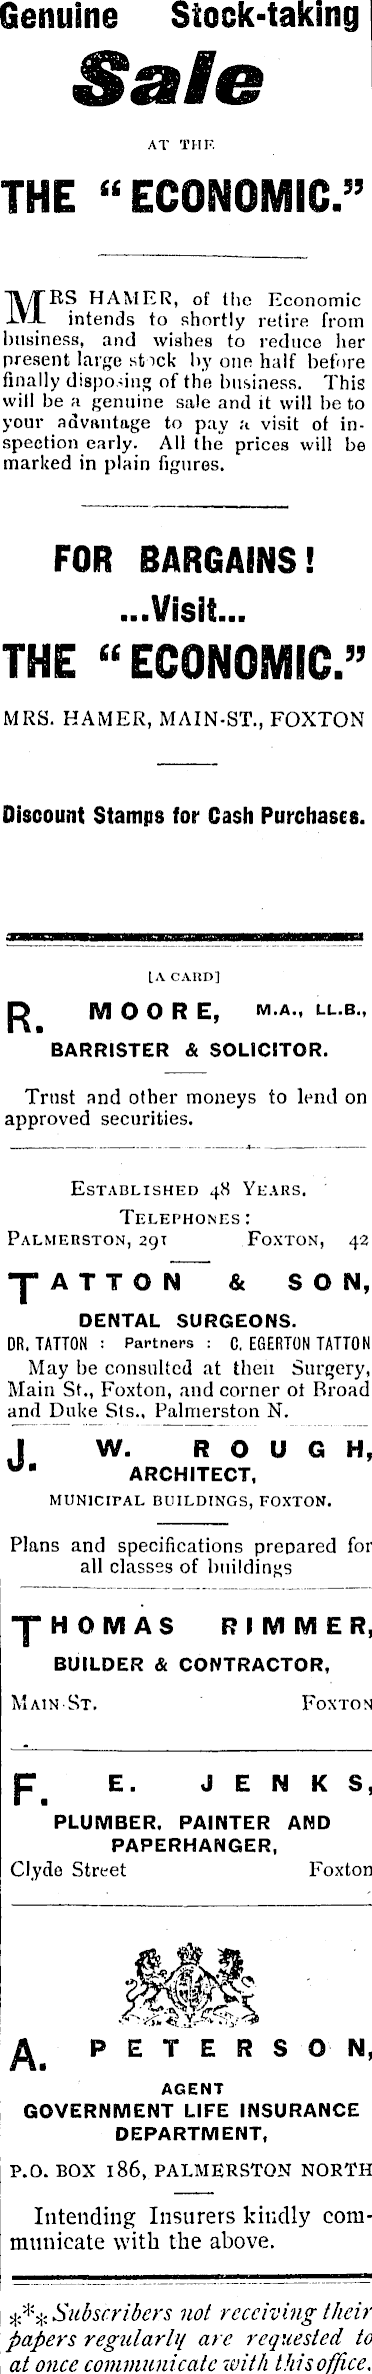 Genuine Stock-taking
Sale
AT THE
THE "ECONOMIC."
MRS HAMER, of the Economic
intends to shortly retire from
business, and wishes to reduce her
present large stock by one half before
finally disposing of the business. This
will be a genuine sale and it will be to
your advantage to pay a visit of in-
spection early. All the prices will be
marked in plain figures.
FOR BARGAINS!
...Visit...
THE "ECONOMIC."
MRS. HAMER, MAIN-ST., FOXTON
Discount Stamps for Cash Purchases.
[A CARD]
R. MOORE, M.A., LL.B.,
BARRISTER & SOLICITOR.
Trust and other moneys to lend on
approved securities.
ESTABLISHED 48 YEARS.
TELEPHONES:
PALMERSTON, 291 FOXTON, 42
TATTON & SON,
DENTAL SURGEONS.
DR. TATTON : Partners : C. EGERTON TATTON
May be consulted at their Surgery,
Main St., Foxton, and corner of Broad
and Duke Sts., Palmerston N.
J. W. ROUGH,
ARCHITECT,
MUNICIPAL BUILDINGS, FOXTON.
Plans and specifications prepared for
all classes of buildings
THOMAS RIMMER,
BUILDER & CONTRACTOR,
MAIN-ST. FOXTON
F. E. JENKS,
PLUMBER, PAINTER AND
PAPERHANGER,
Clyde Street Foxton
A. PETERSON,
AGENT
GOVERNMENT LIFE INSURANCE
DEPARTMENT,
P.O. BOX 186, PALMERSTON NORTH
Intending Insurers kindly com-
municate with the above.
*** Subscribers not receiving their
papers regularly are requested to
at once communicate with this office.